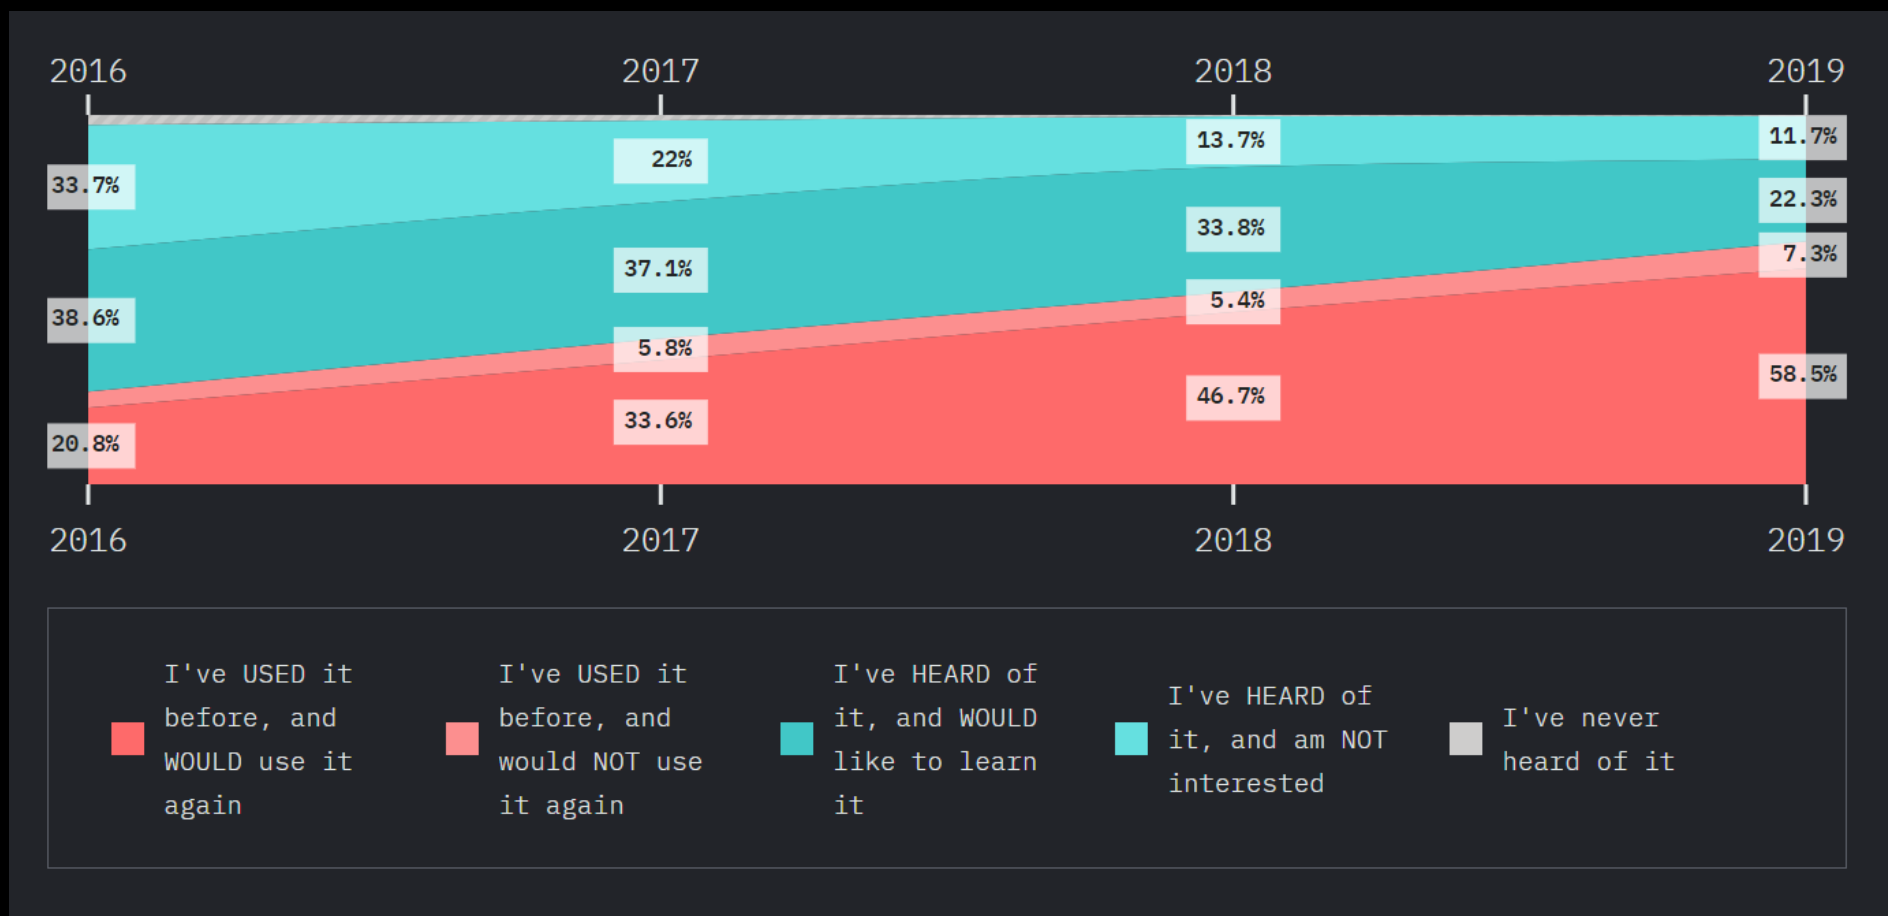 2016 2017 2018 2019
33.7% 22% 13.7% 11.7%
38.6% 37.1% 33.8% 22.3%
5.8% 5.4% 7.3%
20.8% 33.6% 46.7% 58.5%
2016 2017 2018 2019
I've USED it
before, and
WOULD use it
again
I've USED it
before, and
would NOT use
it again
I've HEARD of
it, and WOULD
like to learn
it
I've HEARD of
it, and am NOT
interested
I've never
heard of it